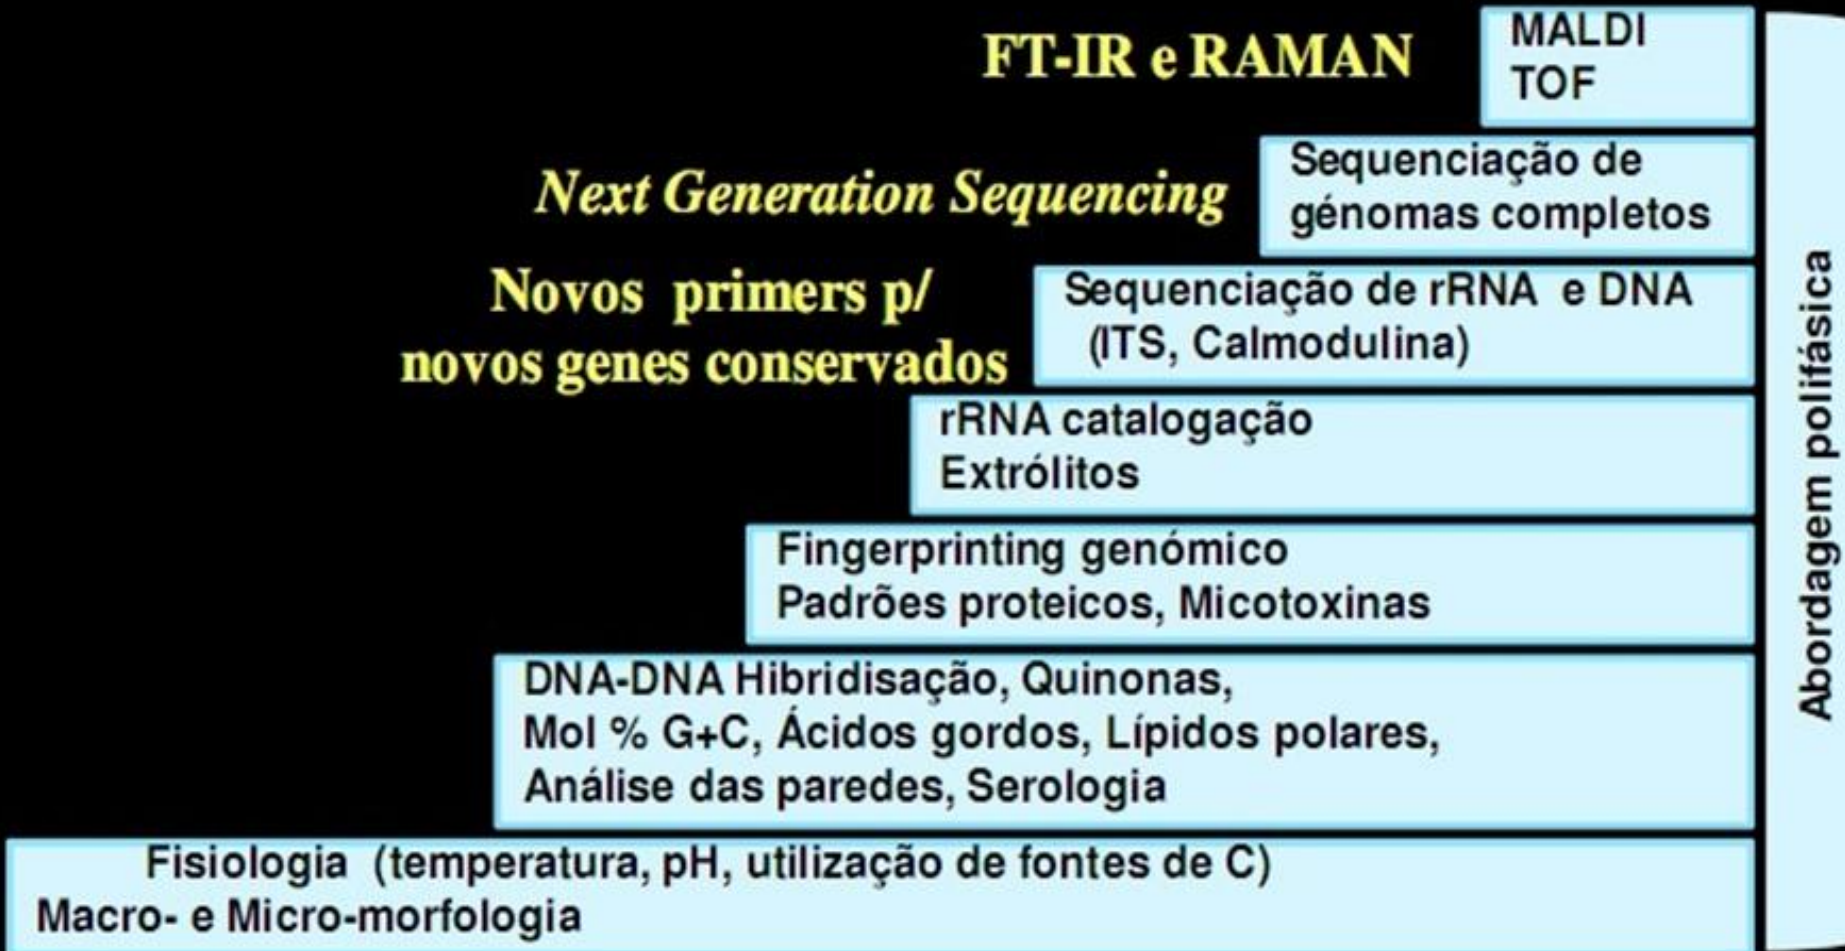 FT-IR e RAMAN
MALDI
TOF
Next Generation Sequencing
Sequenciação de
génomas completos
Novos primers p/
novos genes conservados
Sequenciação de rRNA e DNA
(ITS, Calmodulina)
rRNA catalogação
Extrólitos
Fingerprinting genómico
Padrões proteicos, Micotoxinas
DNA-DNA Hibridisação, Quinonas,
Mol % G+C, Ácidos gordos, Lípidos polares,
Análise das paredes, Serologia
Fisiologia (temperatura, pH, utilização de fontes de C)
Macro- e Micro-morfologia
Abordagem polifásica